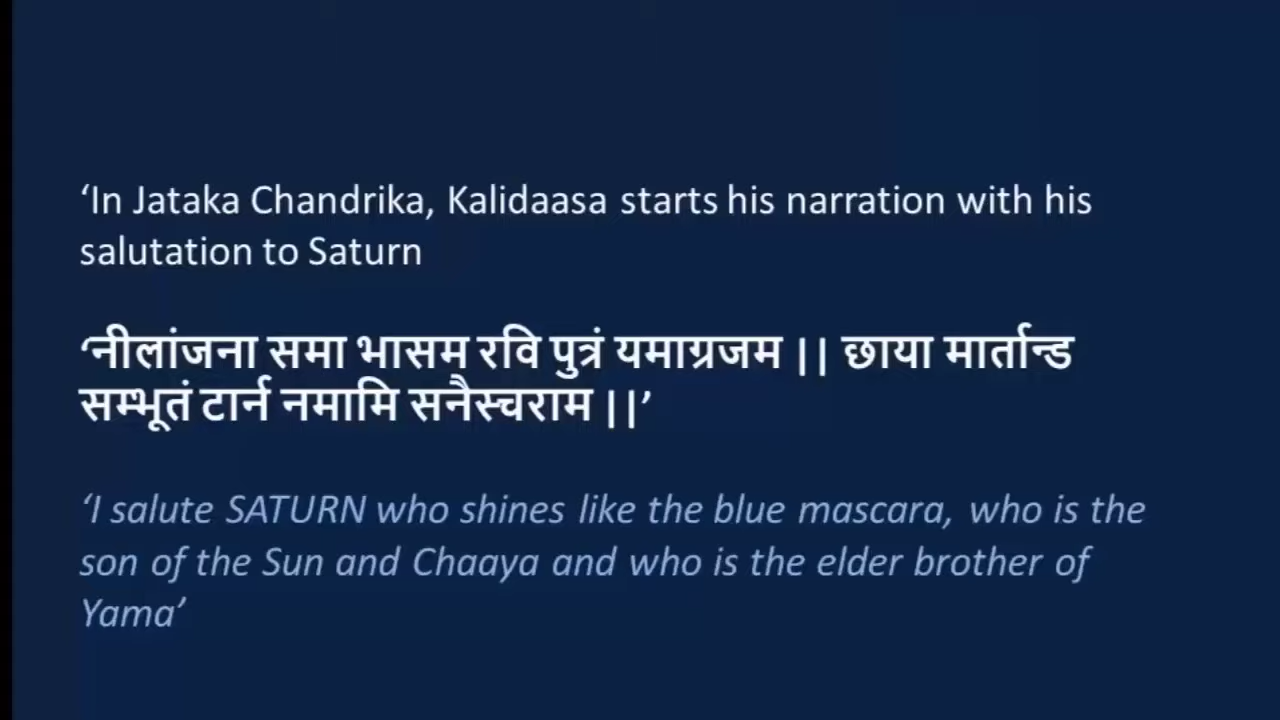 ‘In Jataka Chandrika, Kalidaasa starts his narration with his
salutation to Saturn
‘नीलांजना समा भासम रवि पुत्रं यमाग्रजम || छाया मार्तान्ड
सम्भूतं टार्न नमामि सनैस्चराम ||’
‘I salute SATURN who shines like the blue mascara, who is the
son of the Sun and Chaaya and who is the elder brother of
Yama’